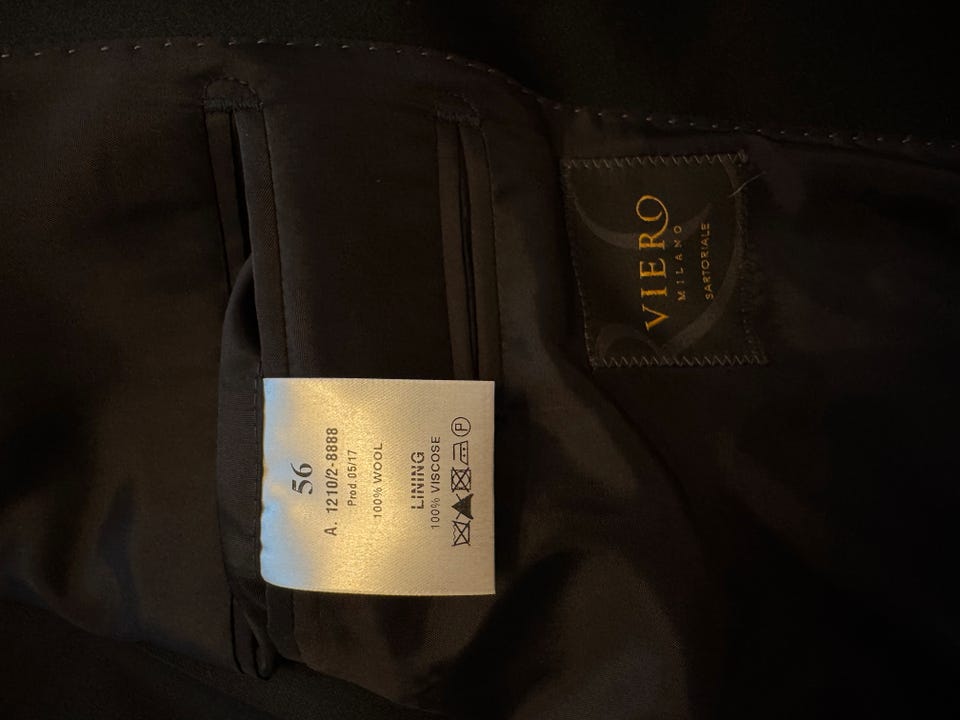 VIERO
MILANO
SARTORIALE
56
A. 1210/2-8888
Prod.05/17
100% WOOL
LINING
100% VISCOSE
P